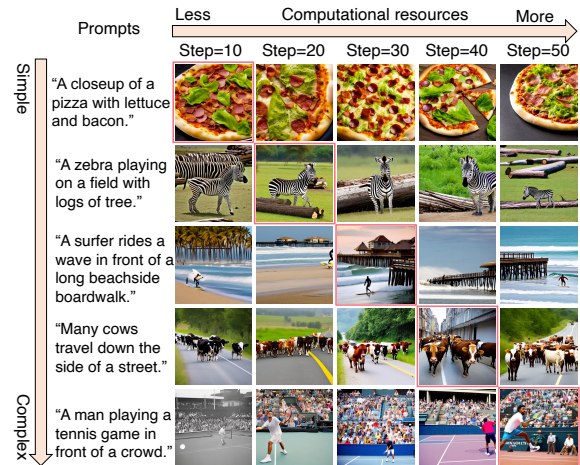 Less Computational resources More
Prompts
Step=10 Step=20 Step=30 Step=40 Step=50
Simple
“A closeup of a
pizza with lettuce
and bacon.”
“A zebra playing
on a field with
logs of tree.”
“A surfer rides a
wave in front of a
long beachside
boardwalk.”
“Many cows
travel down the
side of a street.”
Complex
“A man playing a
tennis game in
front of a crowd.”